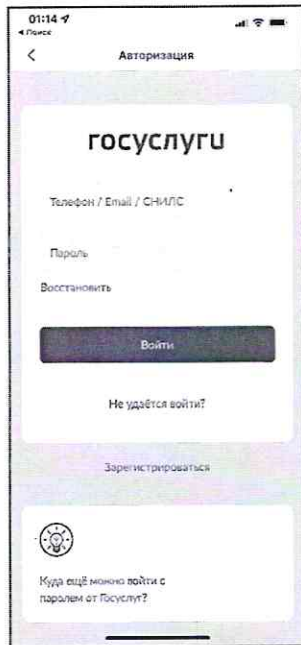 01:14
Поиск
Авторизация
госуслуги
Телефон / Email / СНИЛС
Пароль
Восстановить
Войти
Не удаётся войти?
Зарегистрироваться
Куда ещё можно войти с
паролем от Госуслуг?